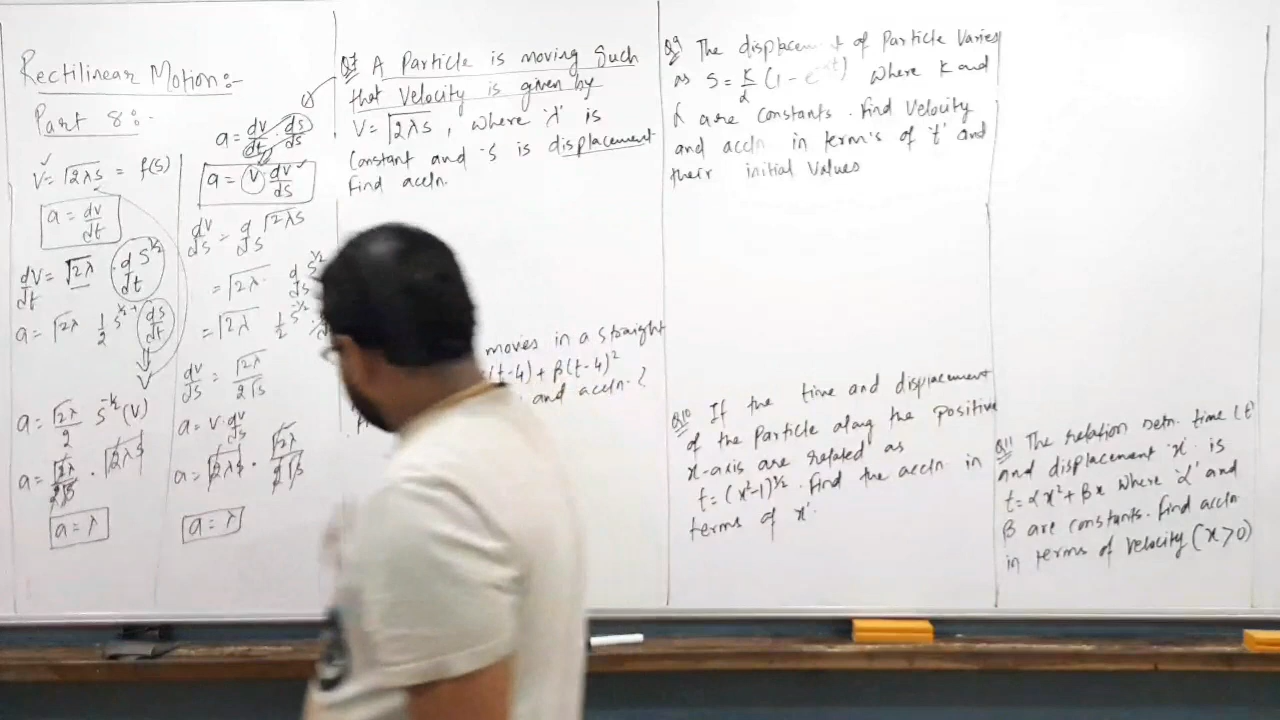 Rectilinear Motion:-
Part 8:-
V = √2λs = f(s)
a = dv/dt
dv/dt = √2λ · d/dt s^1/2
a = √2λ 1/2 s^1/2-1 ds/dt
a = √2λ/2 s^-1/2 (V)
a = √2λ/2√s · √2λs
a = λ
a = dv/dt · ds/ds
a = v dv/ds
dv/ds = d/ds √2λs
= √2λ · d/ds s^1/2
= √2λ 1/2 s^-1/2
dv/ds = √2λ/2√s
a = v · dv/ds
a = √2λs · √2λ/2√s
a = λ
Q7 A Particle is moving Such
that Velocity is given by
V = √2λs, where 'λ' is
Constant and 's is displacement
find accln.
moves in a straight
(t-4) + β(t-4)²
and accln.?
Q9 The displacement of Particle Varies
as S = K/α (1 - e^-αt) where K and
α are constants. find velocity
and accln in term's of 't' and
their initial Values
Q10 If the time and displacement
of the Particle along the positive
x-axis are related as
t = (x²-1)^1/2. find the accln in
terms of 'x'.
Q11 The relation betn. time (t)
and displacement 'x' is
t = αx² + βx where 'α' and
β are constants. find accln
in terms of velocity (x>0)